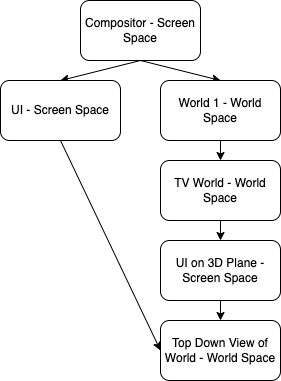 Compositor - Screen
Space
UI - Screen Space
World 1 - World
Space
TV World - World
Space
UI on 3D Plane -
Screen Space
Top Down View of
World - World Space